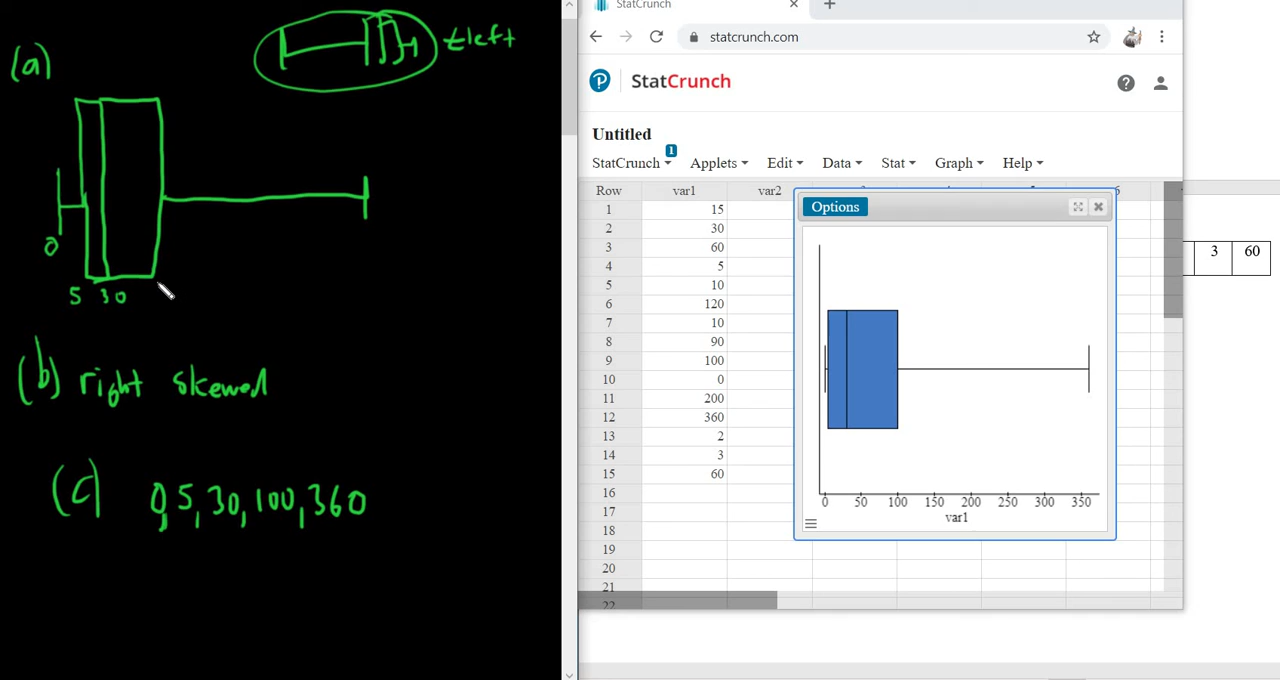 (a)
left
0
5 30
(b) right skewed
(c) 0, 5, 30, 100, 360
StatCrunch
statcrunch.com
StatCrunch
Untitled
1
StatCrunch Applets Edit Data Stat Graph Help
Row var1 var2 6
1 15
2 30
3 60
4 5
5 10
6 120
7 10
8 90
9 100
10 0
11 200
12 360
13 2
14 3
15 60
16
17
18
19
20
21
22
Options
0 50 100 150 200 250 300 350
var1
3 60